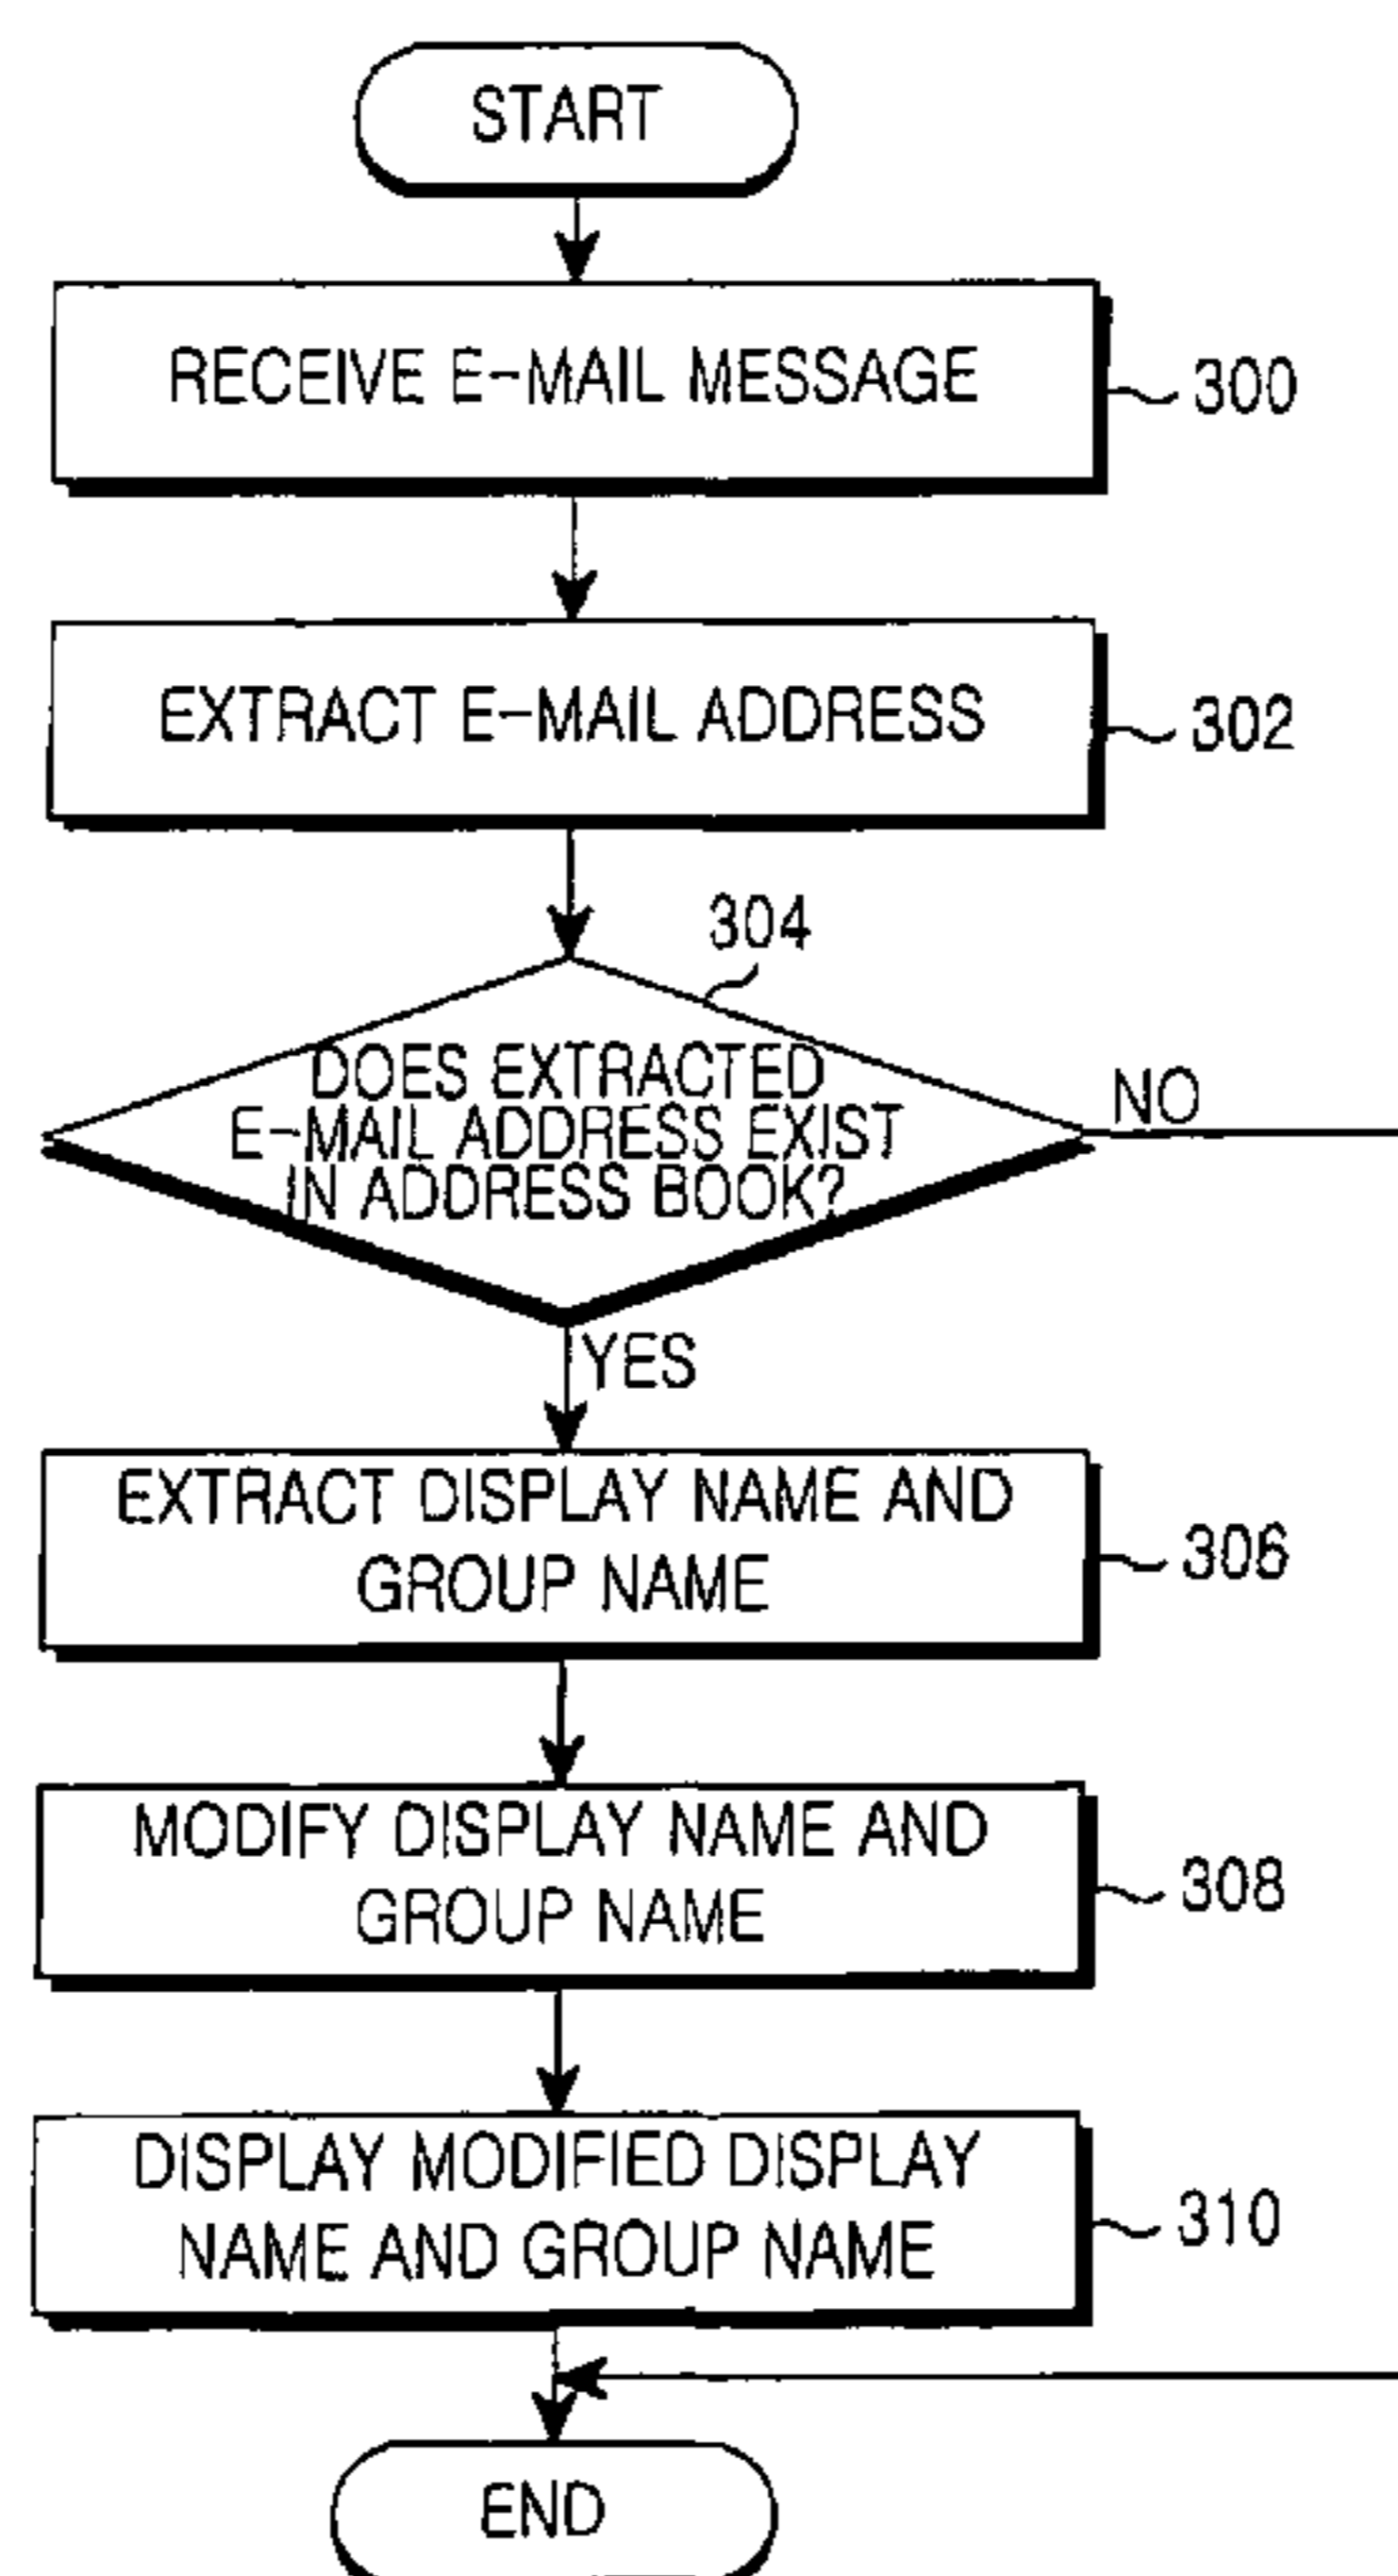 START
RECEIVE E-MAIL MESSAGE
300
EXTRACT E-MAIL ADDRESS
302
304
DOES EXTRACTED
E-MAIL ADDRESS EXIST
IN ADDRESS BOOK?
NO
YES
EXTRACT DISPLAY NAME AND
GROUP NAME
306
MODIFY DISPLAY NAME AND
GROUP NAME
308
DISPLAY MODIFIED DISPLAY
NAME AND GROUP NAME
310
END